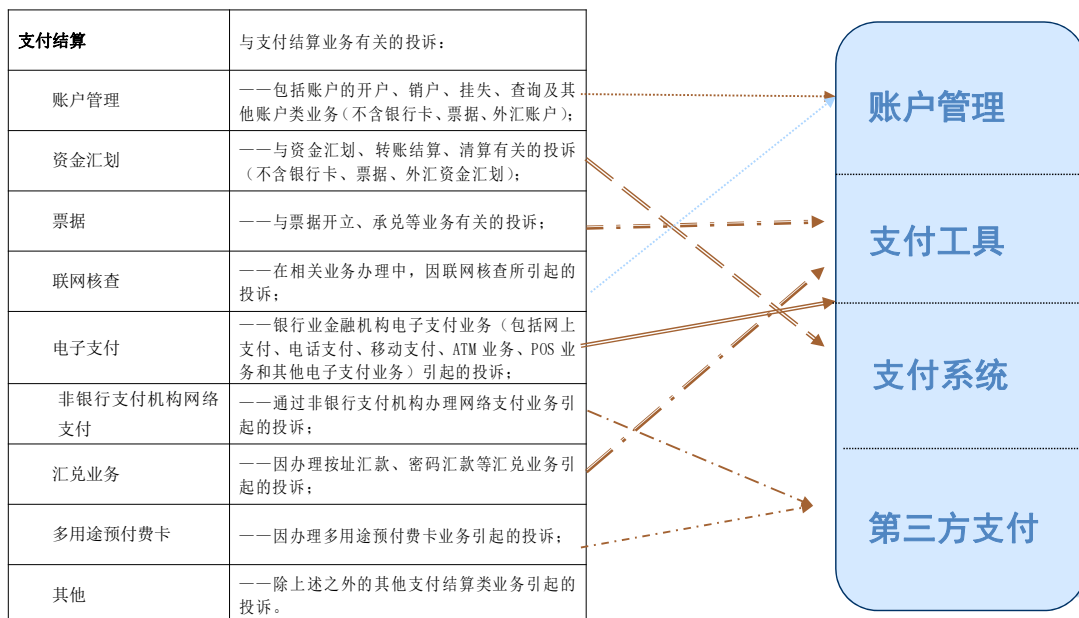 支付结算
与支付结算业务有关的投诉：
账户管理
——包括账户的开户、销户、挂失、查询及其
他账户类业务（不含银行卡、票据、外汇账户）；
资金汇划
——与资金汇划、转账结算、清算有关的投诉
（不含银行卡、票据、外汇资金汇划）；
票据
——与票据开立、承兑等业务有关的投诉；
联网核查
——在相关业务办理中，因联网核查所引起的
投诉；
电子支付
——银行业金融机构电子支付业务（包括网上
支付、电话支付、移动支付、ATM 业务、POS 业
务和其他电子支付业务）引起的投诉；
非银行支付机构网络
支付
——通过非银行支付机构办理网络支付业务引
起的投诉；
汇兑业务
——因办理按址汇款、密码汇款等汇兑业务引
起的投诉；
多用途预付费卡
——因办理多用途预付费卡业务引起的投诉；
其他
——除上述之外的其他支付结算类业务引起的
投诉。
账户管理
支付工具
支付系统
第三方支付